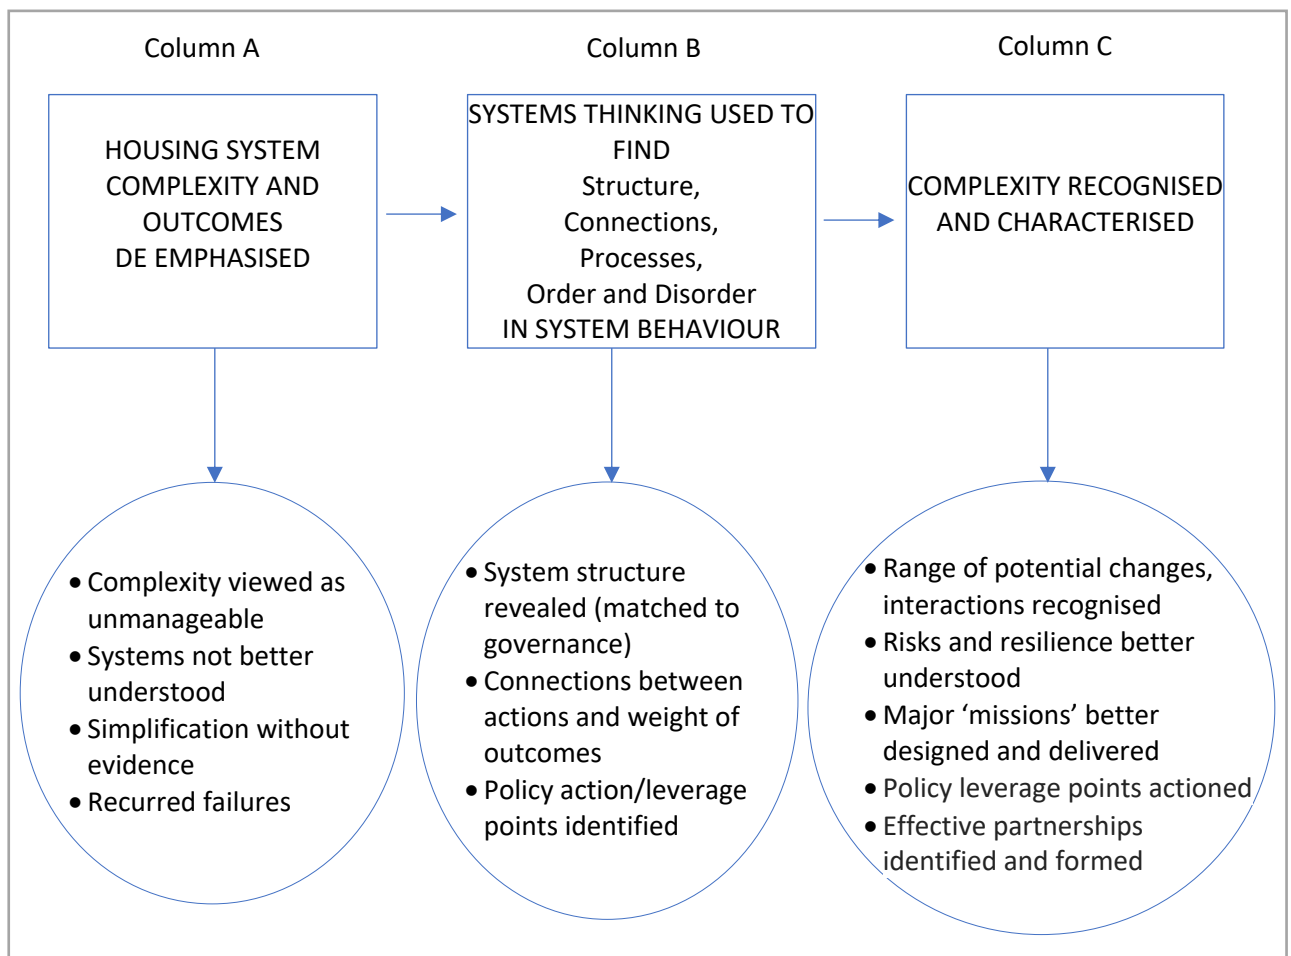 Column A
Column B
Column C
HOUSING SYSTEM
COMPLEXITY AND
OUTCOMES
DE EMPHASISED
SYSTEMS THINKING USED TO
FIND
Structure,
Connections,
Processes,
Order and Disorder
IN SYSTEM BEHAVIOUR
COMPLEXITY RECOGNISED
AND CHARACTERISED
• Complexity viewed as
unmanageable
• Systems not better
understood
• Simplification without
evidence
• Recurred failures
• System structure
revealed (matched to
governance)
• Connections between
actions and weight of
outcomes
• Policy action/leverage
points identified
• Range of potential changes,
interactions recognised
• Risks and resilience better
understood
• Major ‘missions’ better
designed and delivered
• Policy leverage points actioned
• Effective partnerships
identified and formed